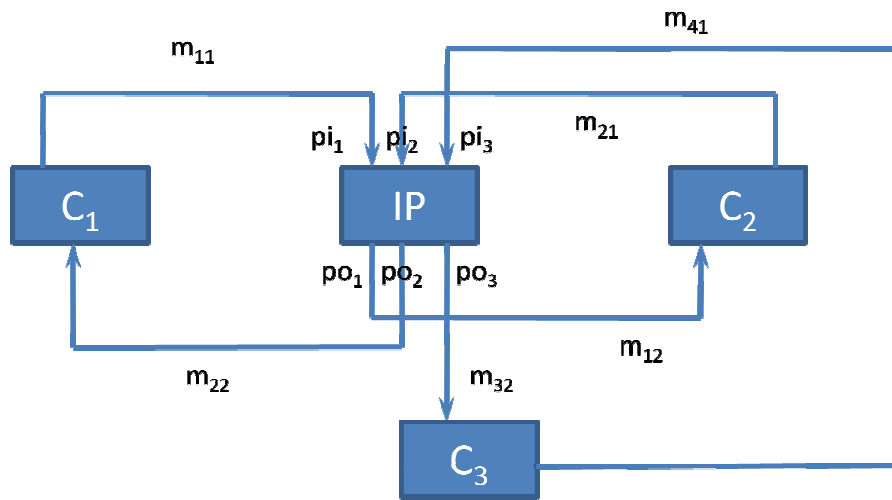 m₄₁
m₁₁
m₂₁
pi₁ pi₂ pi₃
C₁ IP C₂
po₁ po₂ po₃
m₁₂
m₂₂ m₃₂
C₃